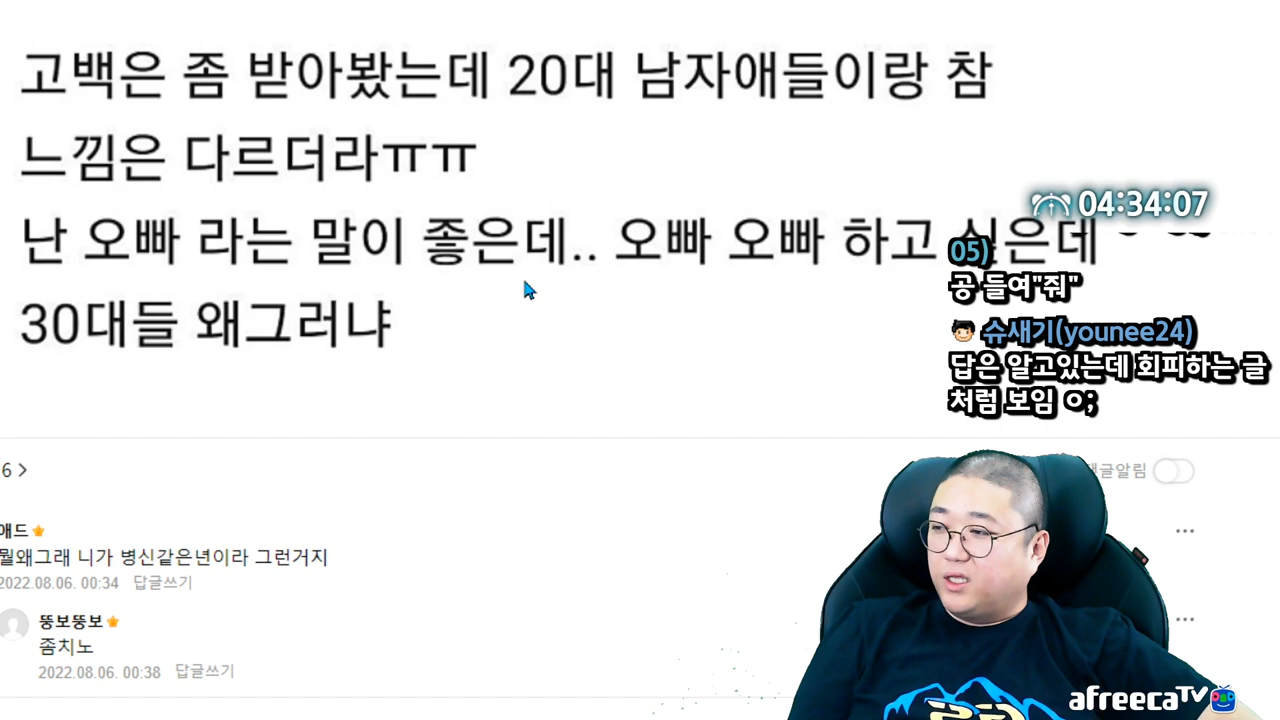 고백은 좀 받아봤는데 20대 남자애들이랑 참
느낌은 다르더라ㅠㅠ
난 오빠 라는 말이 좋은데.. 오빠 오빠 하고 싶은데
30대들 왜그러냐
04:34:07
05)
공 들여"줘"
슈새기(younee24)
답은 알고있는데 회피하는 글
처럼 보임 ㅇ;
6 >
댓글알림
애드
뭘왜그래 니가 병신같은년이라 그런거지
2022.08.06. 00:34 답글쓰기
뚱보뚱보
좀치노
2022.08.06. 00:38 답글쓰기
afreecaTV